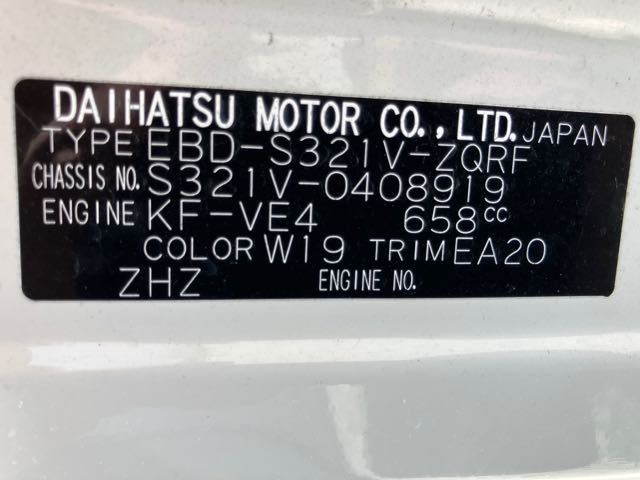 DAIHATSU MOTOR CO., LTD. JAPAN
TYPE EBD-S321V-ZQRF
CHASSIS NO. S321V-0408919
ENGINE KF-VE4 658cc
COLOR W19 TRIM EA20
ZHZ ENGINE NO.